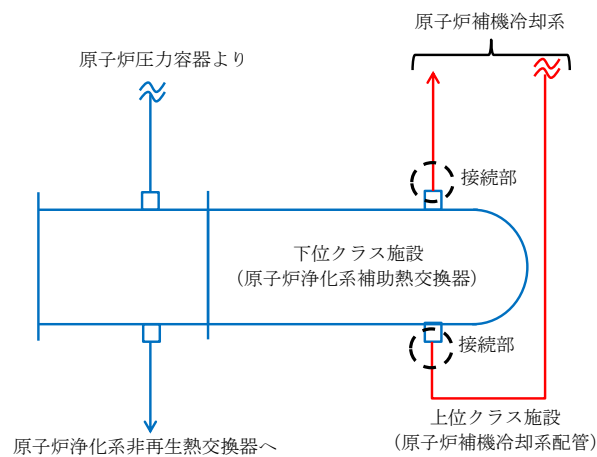 原子炉補機冷却系
原子炉圧力容器より
接続部
下位クラス施設
（原子炉浄化系補助熱交換器）
接続部
上位クラス施設
（原子炉補機冷却系配管）
原子炉浄化系非再生熱交換器へ